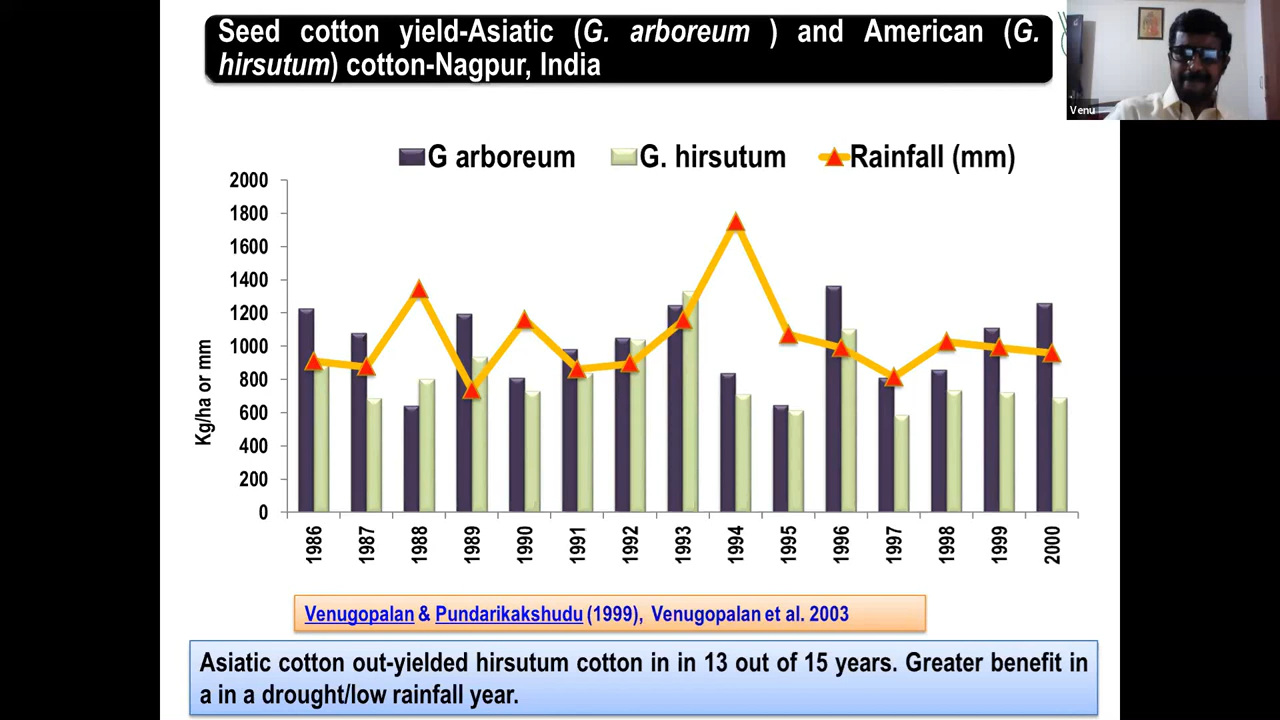 Seed cotton yield-Asiatic (G. arboreum ) and American (G.
hirsutum) cotton-Nagpur, India
Venu
G arboreum G. hirsutum Rainfall (mm)
2000
1800
1600
1400
1200
1000
800
600
400
200
0
Kg/ha or mm
1986 1987 1988 1989 1990 1991 1992 1993 1994 1995 1996 1997 1998 1999 2000
Venugopalan & Pundarikakshudu (1999), Venugopalan et al. 2003
Asiatic cotton out-yielded hirsutum cotton in in 13 out of 15 years. Greater benefit in
a in a drought/low rainfall year.